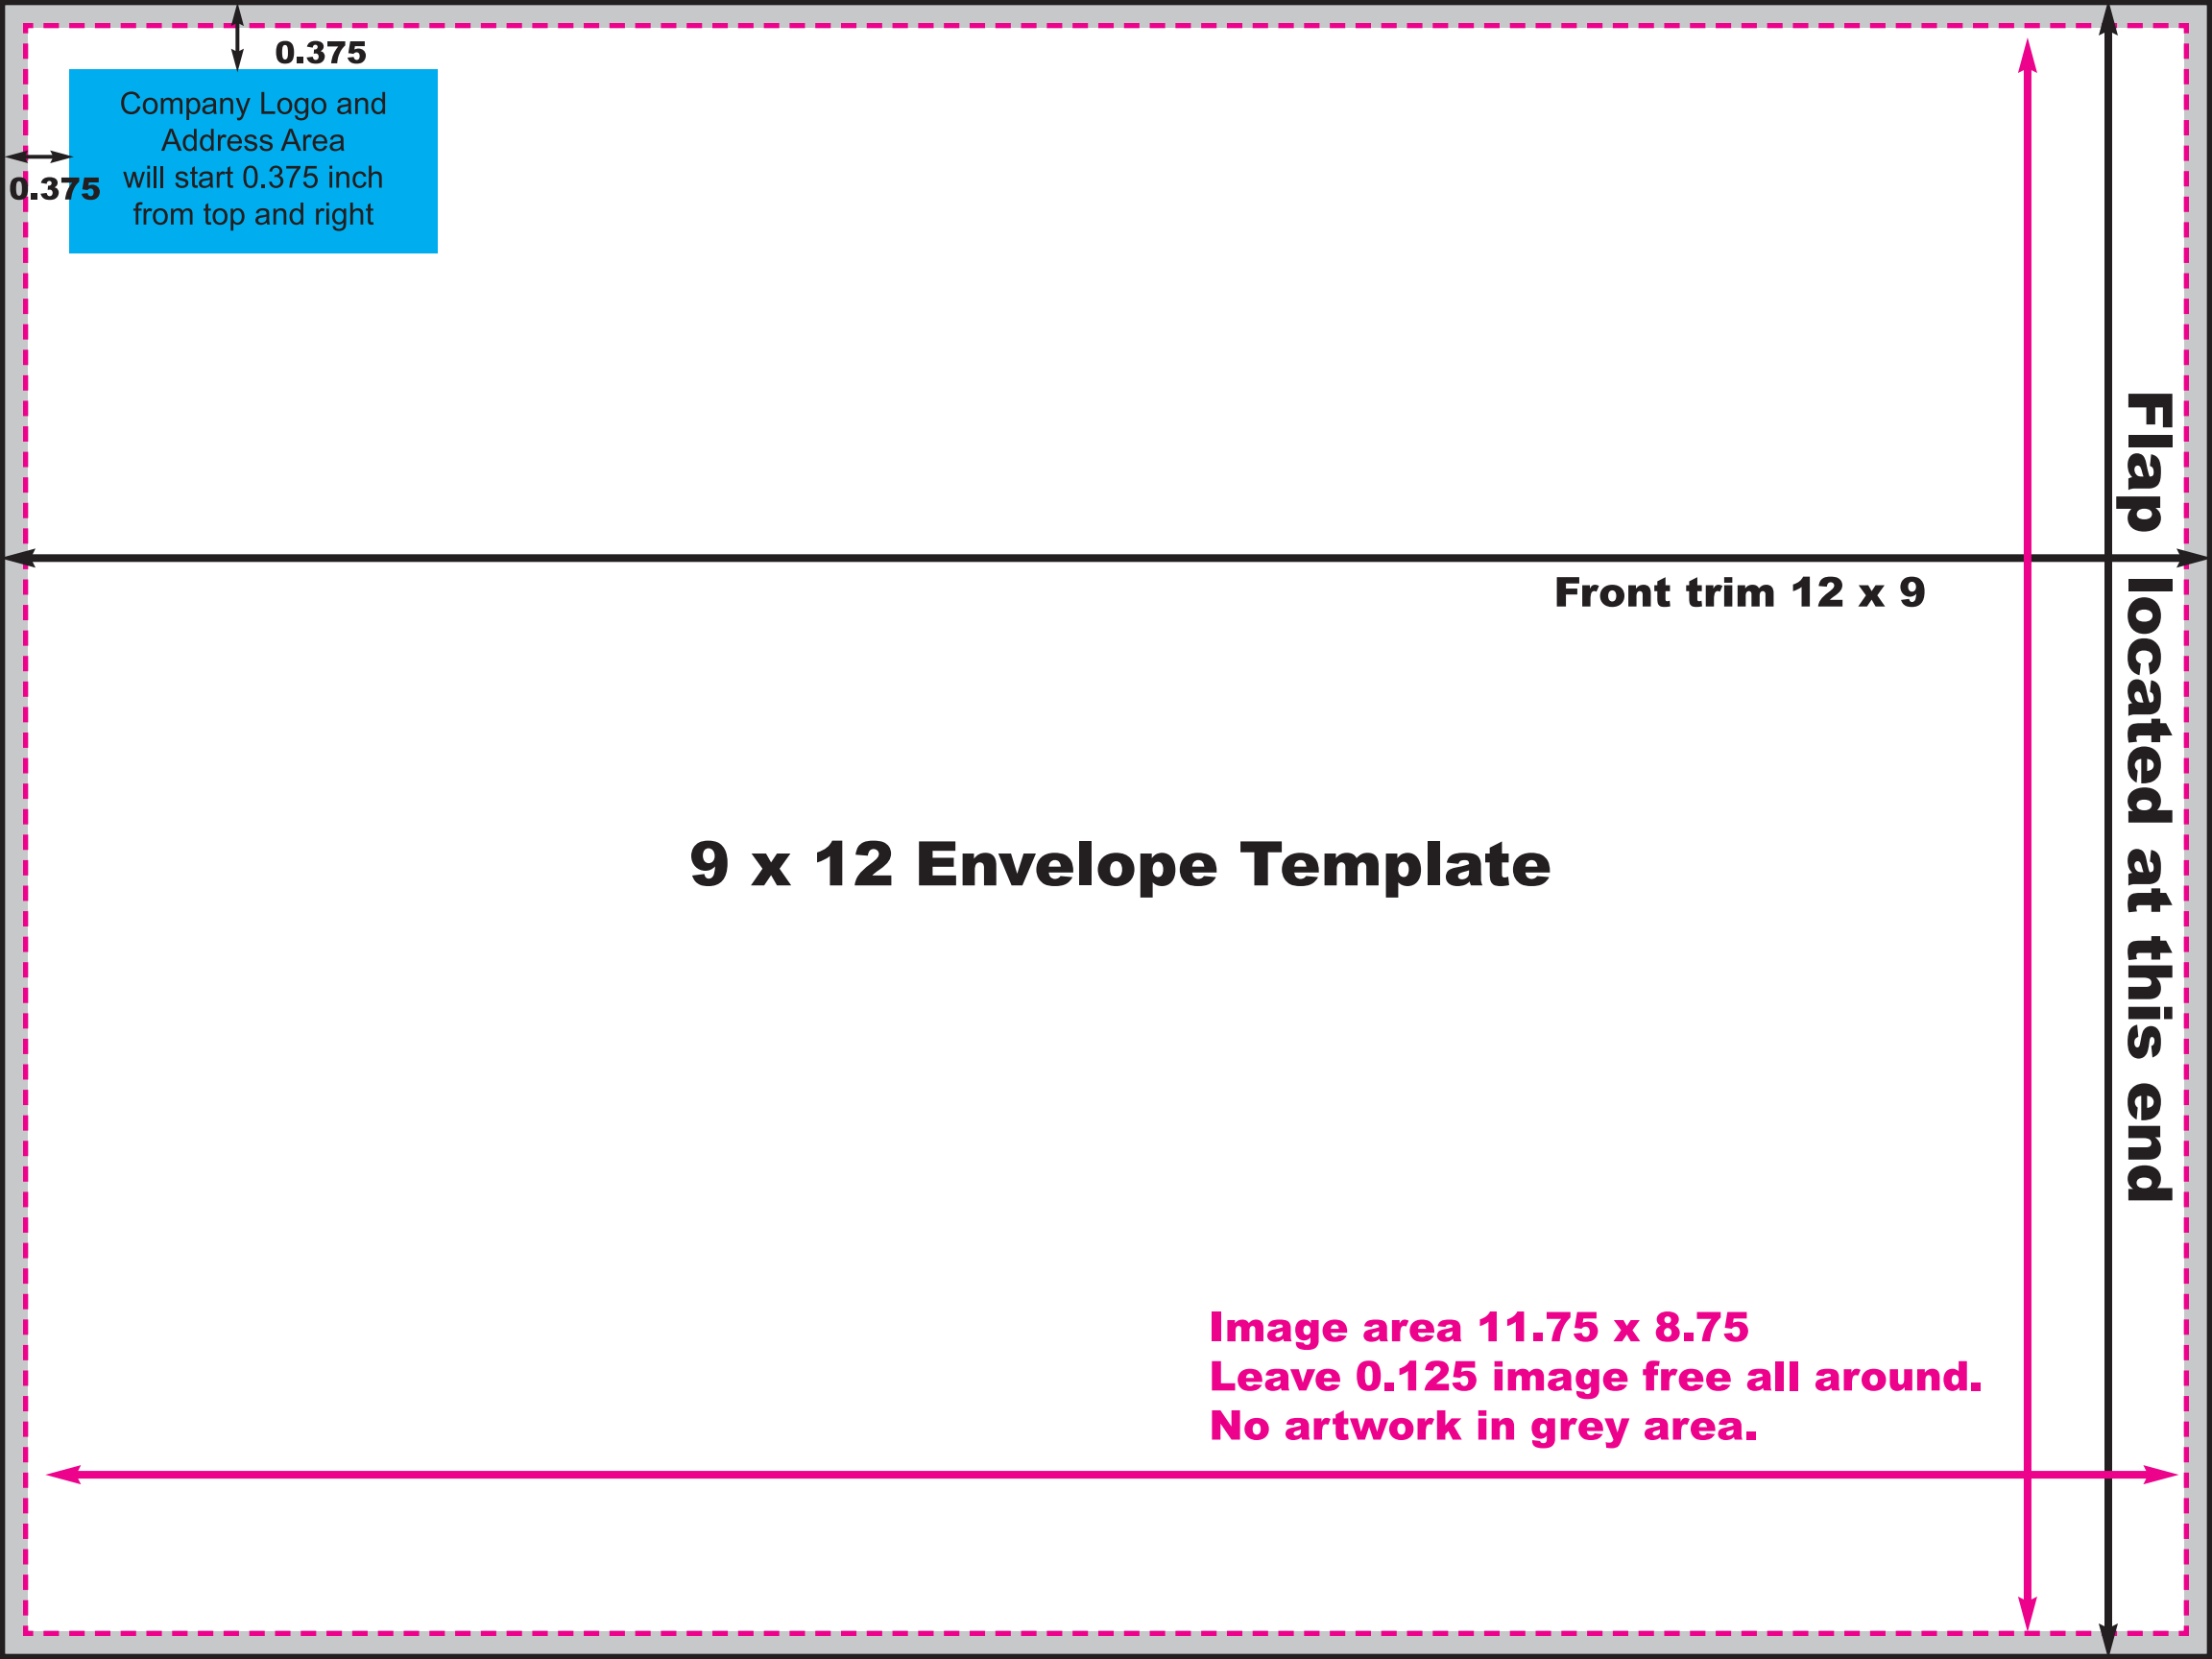 0.375
Company Logo and
Address Area
will start 0.375 inch
from top and right
0.375
Flap located at this end
Front trim 12 x 9
9 x 12 Envelope Template
Image area 11.75 x 8.75
Leave 0.125 image free all around.
No artwork in grey area.